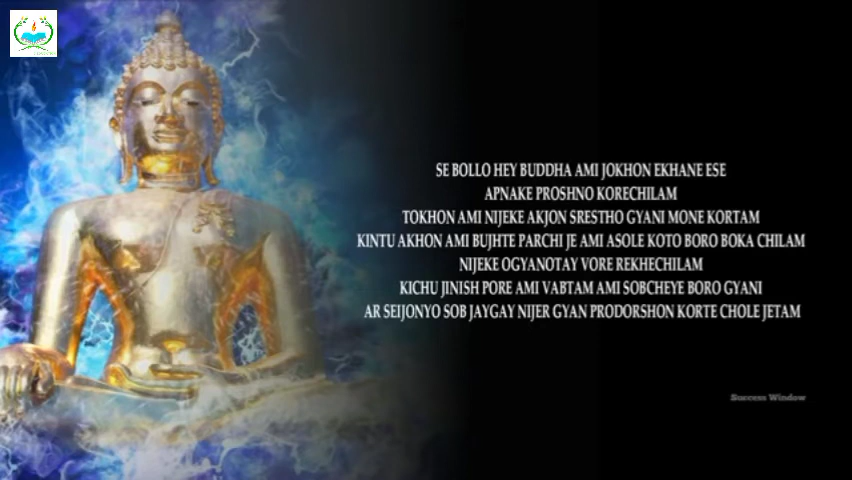 SE BOLLO HEY BUDDHA AMI JOKHON EKHANE ESE
APNAKE PROSHNO KORECHILAM
TOKHON AMI NIJEKE AKJON SRESTHO GYANI MONE KORTAM
KINTU AKHON AMI BUJHTE PARCHI JE AMI ASOLE KOTO BORO BOKA CHILAM
NIJEKE OGYANOTAY VORE REKHECHILAM
KICHU JINISH PORE AMI VABTAM AMI SOBCHEYE BORO GYANI
AR SEIJONYO SOB JAYGAY NIJER GYAN PRODORSHON KORTE CHOLE JETAM
Success Window